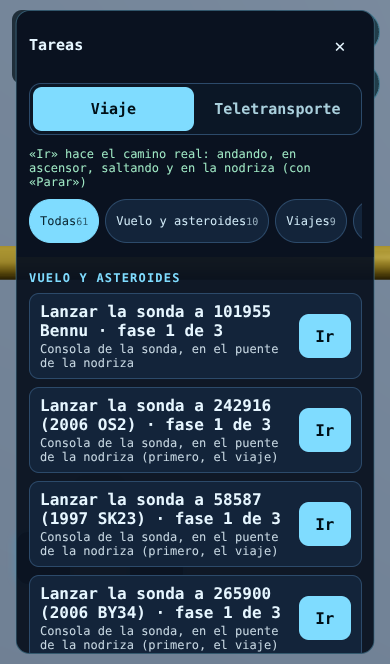 Tareas ×
Viaje Teletransporte
«Ir» hace el camino real: andando, en
ascensor, saltando y en la nodriza (con
«Parar»)
Todas61 Vuelo y asteroides10 Viajes9
VUELO Y ASTEROIDES
Lanzar la sonda a 101955
Bennu · fase 1 de 3
Consola de la sonda, en el puente
de la nodriza
Ir
Lanzar la sonda a 242916
(2006 OS2) · fase 1 de 3
Consola de la sonda, en el puente
de la nodriza (primero, el viaje)
Ir
Lanzar la sonda a 58587
(1997 SK23) · fase 1 de 3
Consola de la sonda, en el puente
de la nodriza (primero, el viaje)
Ir
Lanzar la sonda a 265900
(2006 BY34) · fase 1 de 3
Consola de la sonda, en el puente
de la nodriza (primero, el viaje)
Ir